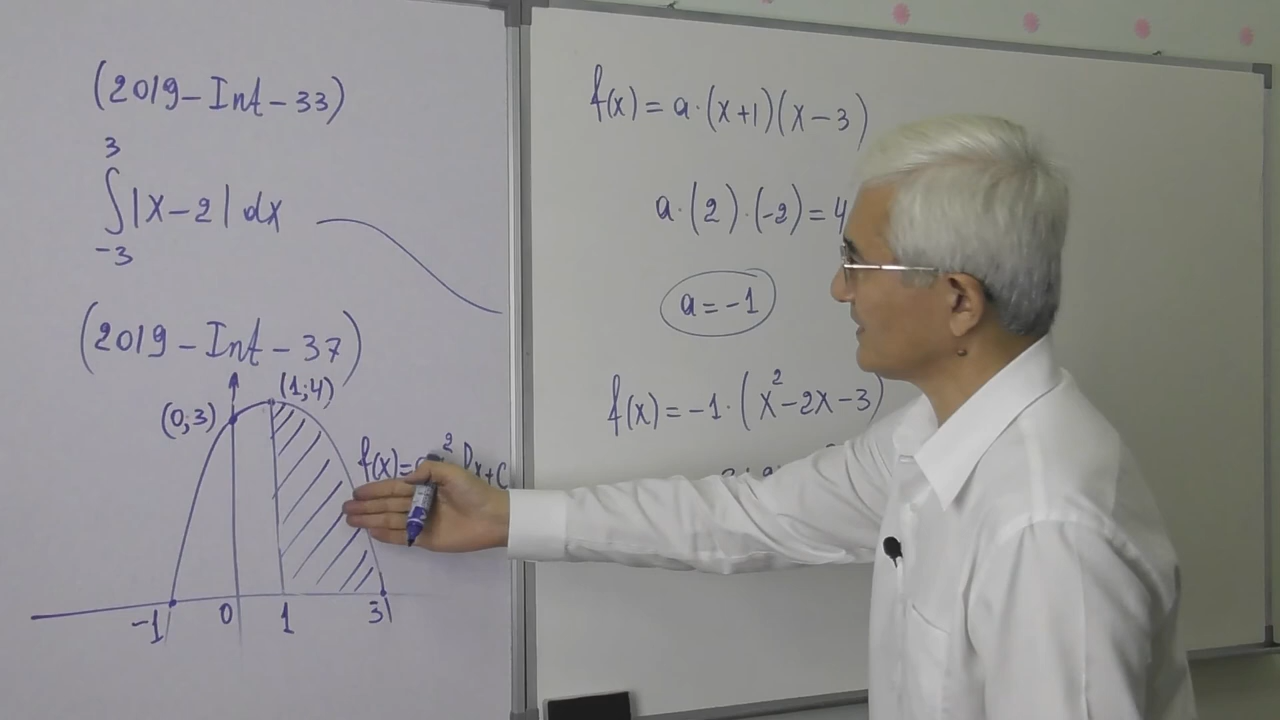 (2019-Int-33)
3
∫|x-2| dx
-3
(2019-Int-37)
(1;4)
(0;3)
f(x)=
+c
-1 0 1 3
f(x)=a·(x+1)(x-3)
a·(2)·(-2)=4
a=-1
f(x)=-1·(x²-2x-3)